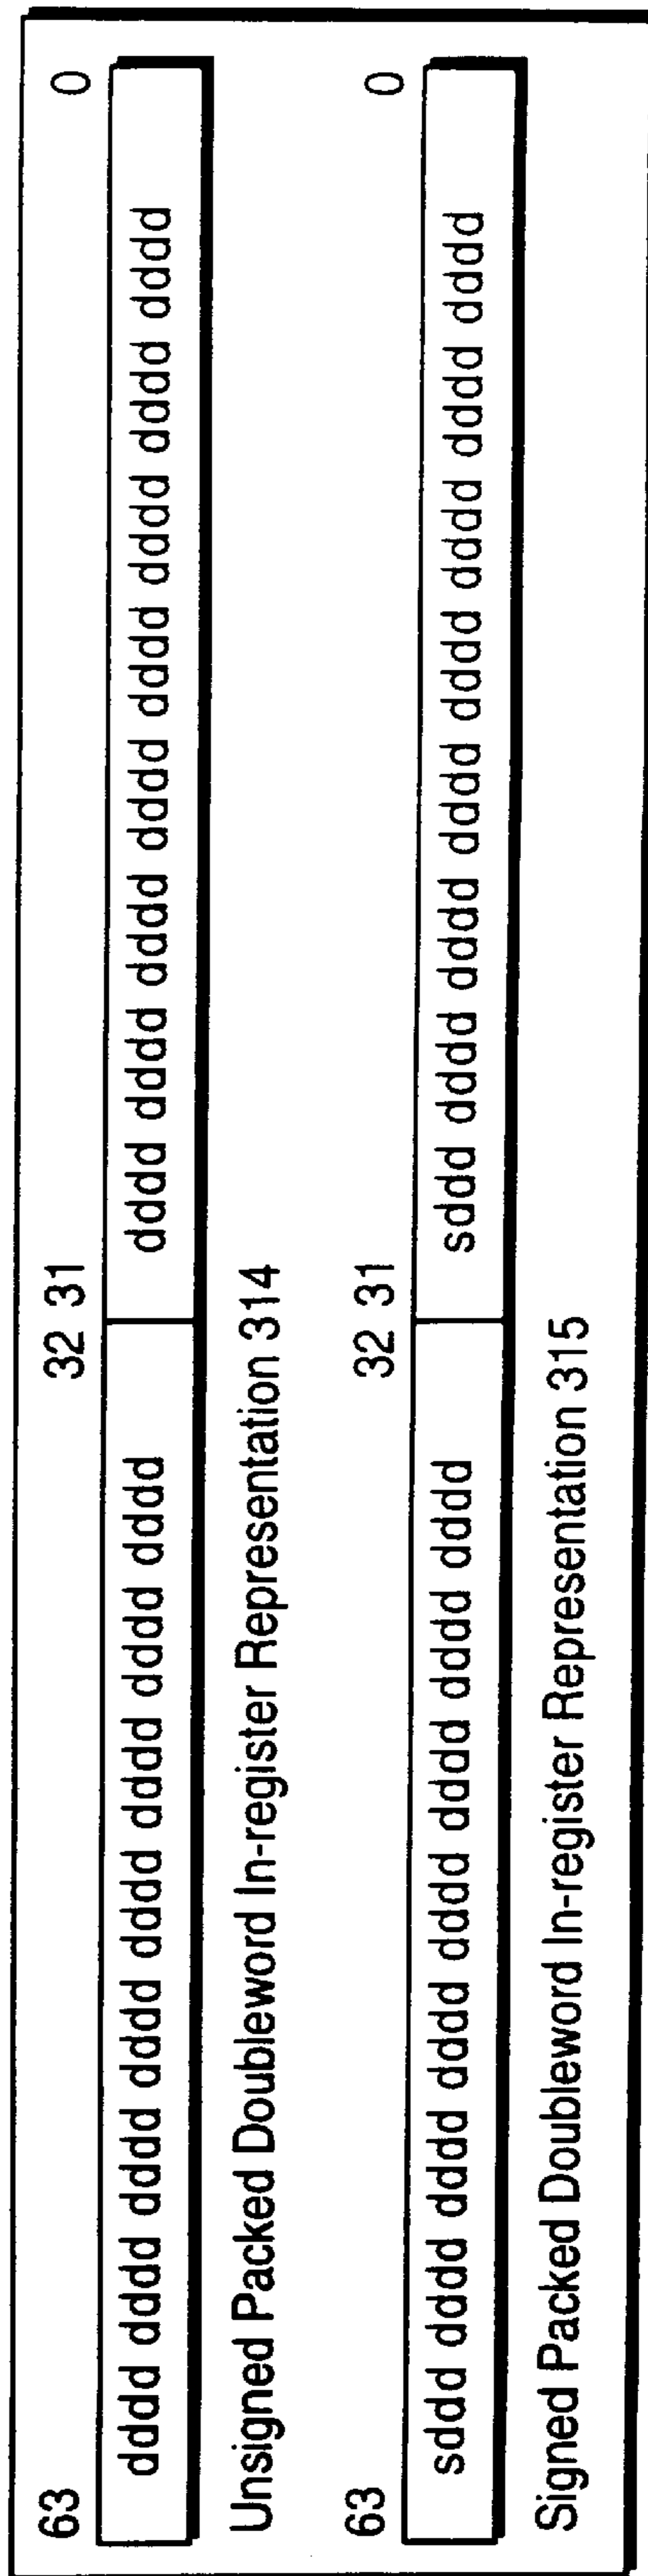 63 32 31 0
dddd dddd dddd dddd dddd dddd dddd dddd dddd dddd dddd dddd dddd dddd dddd dddd
Unsigned Packed Doubleword In-register Representation 314
63 32 31 0
sddd dddd dddd dddd dddd dddd dddd dddd sddd dddd dddd dddd dddd dddd dddd dddd
Signed Packed Doubleword In-register Representation 315